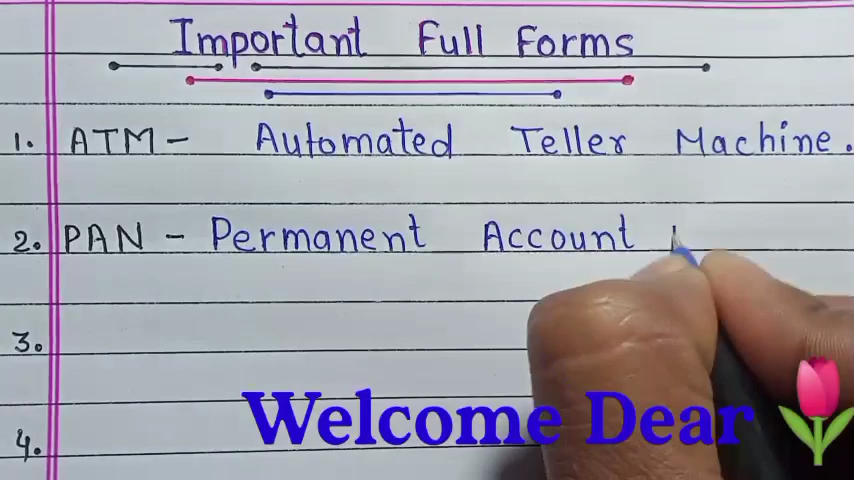 Important Full Forms
1. ATM - Automated Teller Machine.
2. PAN - Permanent Account
3.
4.
Welcome Dear